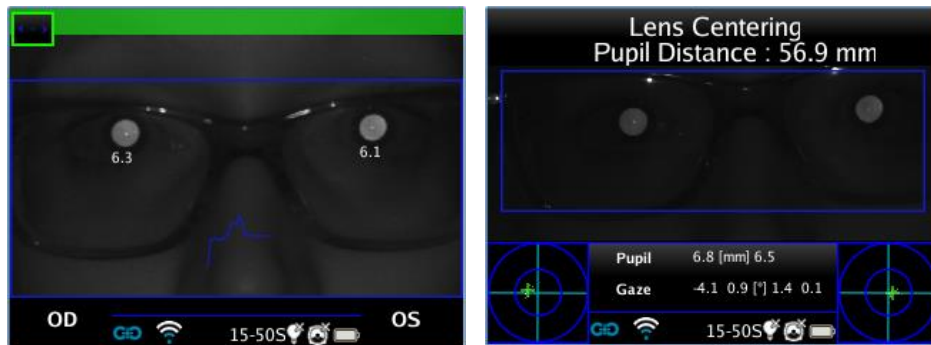 6.3
6.1
OD
OS
15-50S
Lens Centering
Pupil Distance : 56.9 mm
Pupil 6.8 [mm] 6.5
Gaze -4.1 0.9 [°] 1.4 0.1
15-50S